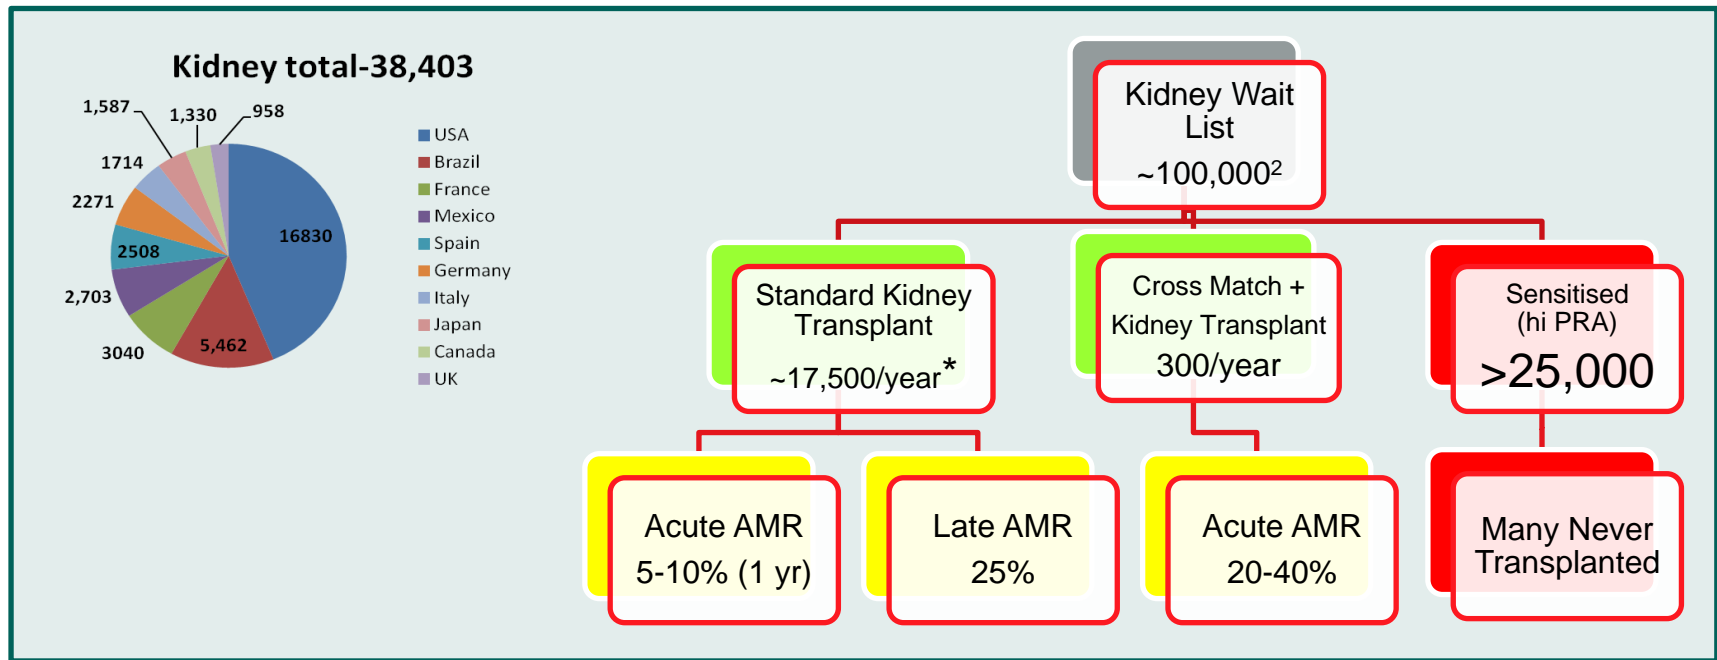 Kidney total-38,403
1,587
1,330
958
1714
2271
2508
2,703
3040
5,462
16830
USA
Brazil
France
Mexico
Spain
Germany
Italy
Japan
Canada
UK
Kidney Wait
List
~100,000²
Standard Kidney
Transplant
~17,500/year*
Cross Match +
Kidney Transplant
300/year
Sensitised
(hi PRA)
>25,000
Acute AMR
5-10% (1 yr)
Late AMR
25%
Acute AMR
20-40%
Many Never
Transplanted